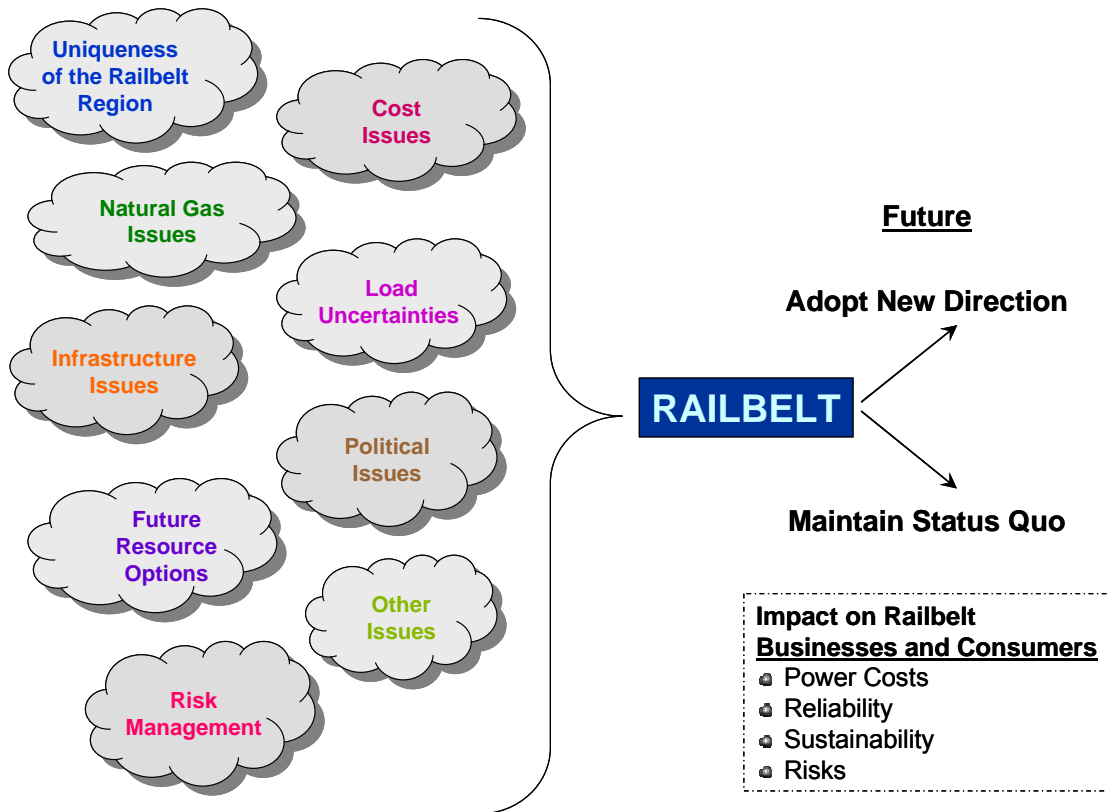 Uniqueness
of the Railbelt
Region
Cost
Issues
Natural Gas
Issues
Load
Uncertainties
Infrastructure
Issues
Political
Issues
Future
Resource
Options
Other
Issues
Risk
Management
RAILBELT
Future
Adopt New Direction
Maintain Status Quo
Impact on Railbelt
Businesses and Consumers
Power Costs
Reliability
Sustainability
Risks